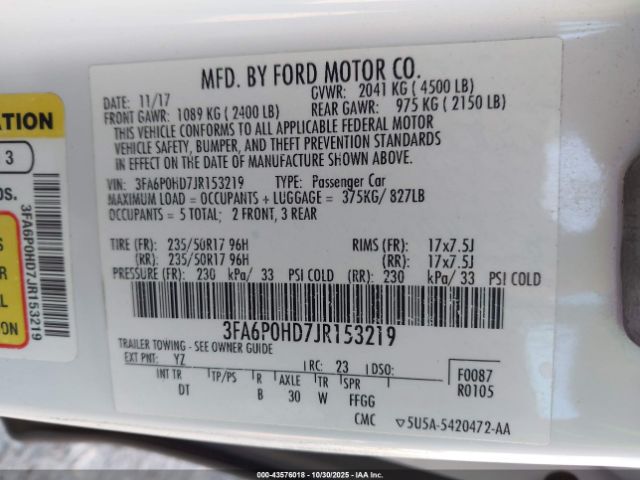 MFD. BY FORD MOTOR CO.
11/17
GVWR: 2041 KG ( 4500 LB)
FRONT GAWR: 1089 KG ( 2400 LB)
REAR GAWR: 975 KG ( 2150 LB)
THIS VEHICLE CONFORMS TO ALL APPLICABLE FEDERAL MOTOR
VEHICLE SAFETY, BUMPER, AND THEFT PREVENTION STANDARDS
IN EFFECT ON THE DATE OF MANUFACTURE SHOWN ABOVE.
VIN: 3FA6P0HD7JR153219 TYPE: Passenger Car
MAXIMUM LOAD = OCCUPANTS + LUGGAGE = 375KG/ 827LB
OCCUPANTS = 5 TOTAL; 2 FRONT, 3 REAR
TIRE (FR): 235/50R17 96H RIMS (FR): 17x7.5J
(RR): 235/50R17 96H (RR): 17x7.5J
PRESSURE (FR): 230 kPa/ 33 PSI COLD (RR): 230 kPa/ 33 PSI COLD
3FA6P0HD7JR153219
TRAILER TOWING - SEE OWNER GUIDE
EXT PNT: YZ RC: 23 DSO:
F0087
R0105
INT TR TP/PS R AXLE TR SPR
DT B 30 W FFGG
CMC ▽5U5A-5420472-AA
ATION
3
OS.
3FA6P0HD7JR153219
S
R
ON
00-43576018 - 10/30/2025 - IAAI.COM